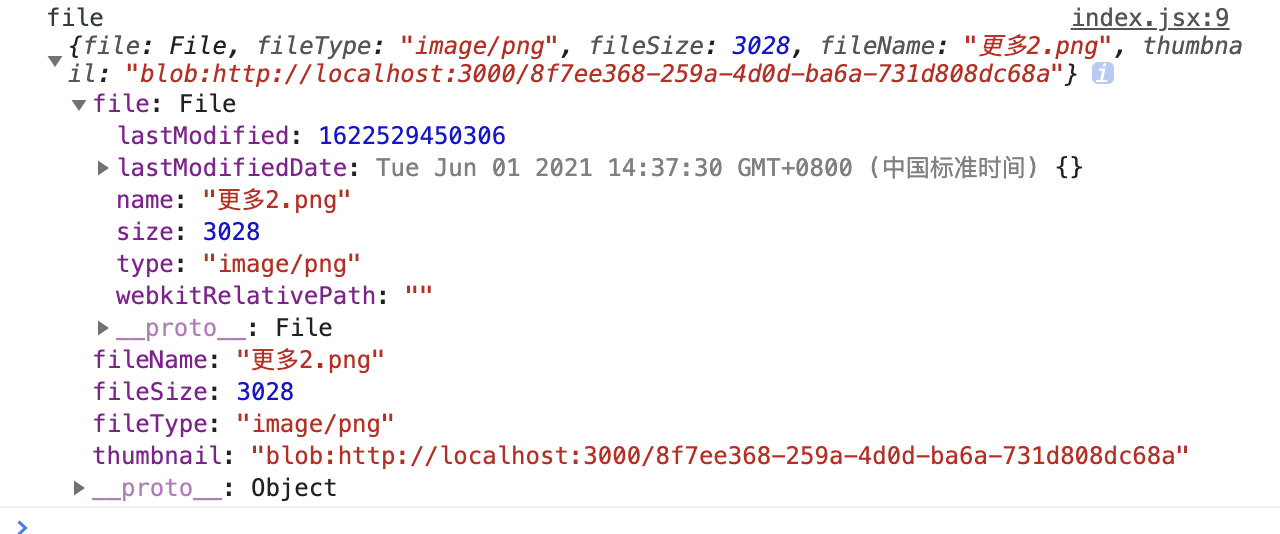 file index.jsx:9
{file: File, fileType: "image/png", fileSize: 3028, fileName: "更多2.png", thumbna
il: "blob:http://localhost:3000/8f7ee368-259a-4d0d-ba6a-731d808dc68a"} i
file: File
lastModified: 1622529450306
lastModifiedDate: Tue Jun 01 2021 14:37:30 GMT+0800 (中国标准时间) {}
name: "更多2.png"
size: 3028
type: "image/png"
webkitRelativePath: ""
__proto__: File
fileName: "更多2.png"
fileSize: 3028
fileType: "image/png"
thumbnail: "blob:http://localhost:3000/8f7ee368-259a-4d0d-ba6a-731d808dc68a"
__proto__: Object